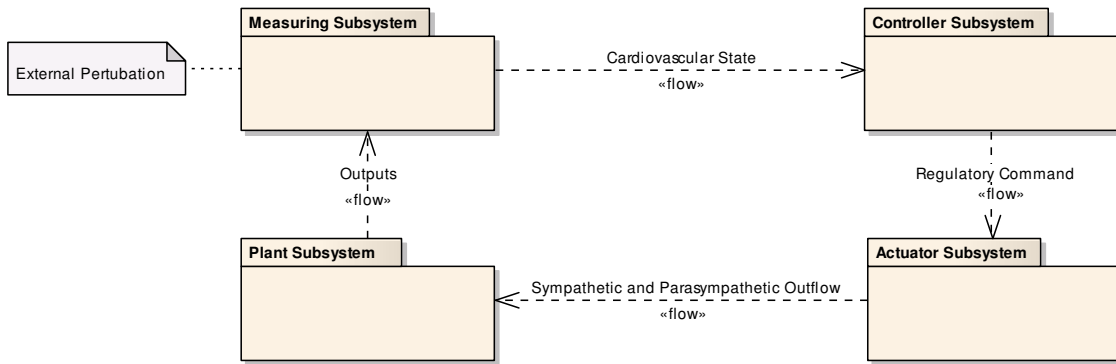 Measuring Subsystem
Controller Subsystem
External Pertubation
Cardiovascular State
«flow»
Outputs
«flow»
Regulatory Command
«flow»
Plant Subsystem
Actuator Subsystem
Sympathetic and Parasympathetic Outflow
«flow»